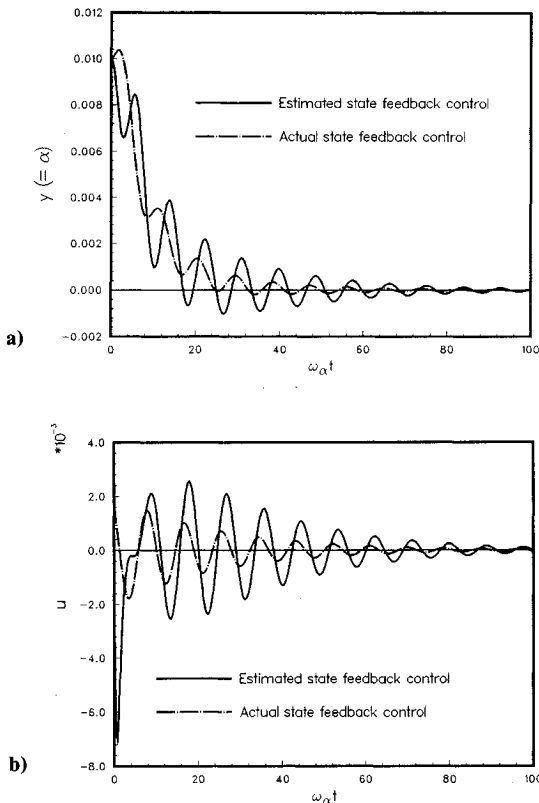 0.012
0.010
0.008
0.006
0.004
0.002
0.000
-0.002
y (= α)
Estimated state feedback control
Actual state feedback control
0 20 40 60 80 100
ω_α t
a)
*10⁻³
4.0
2.0
0.0
-2.0
-4.0
-6.0
-8.0
u
Estimated state feedback control
Actual state feedback control
0 20 40 60 80 100
ω_α t
b)